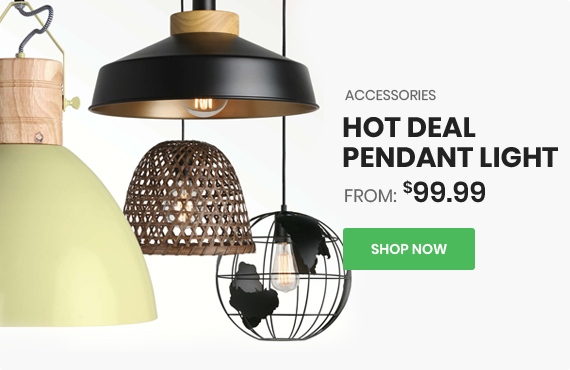 ACCESSORIES
HOT DEAL
PENDANT LIGHT
FROM: $99.99
SHOP NOW